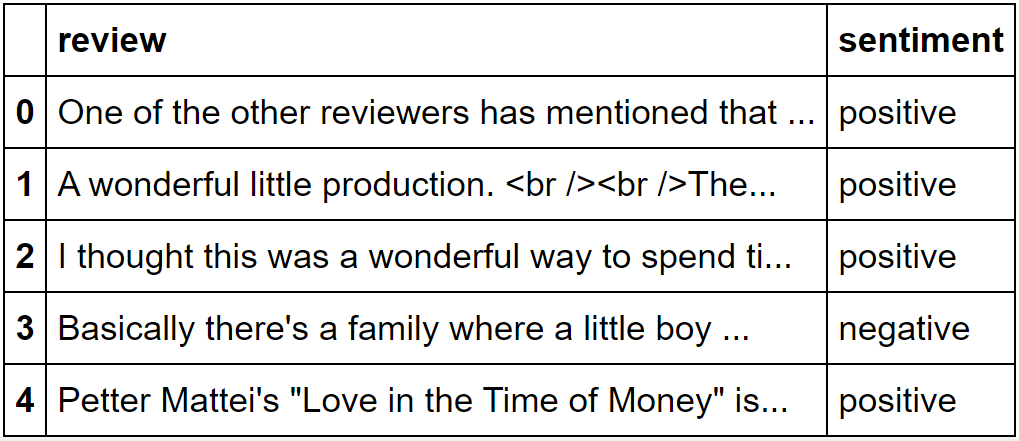 review sentiment
0 One of the other reviewers has mentioned that ... positive
1 A wonderful little production. <br /><br />The... positive
2 I thought this was a wonderful way to spend ti... positive
3 Basically there's a family where a little boy ... negative
4 Petter Mattei's "Love in the Time of Money" is... positive